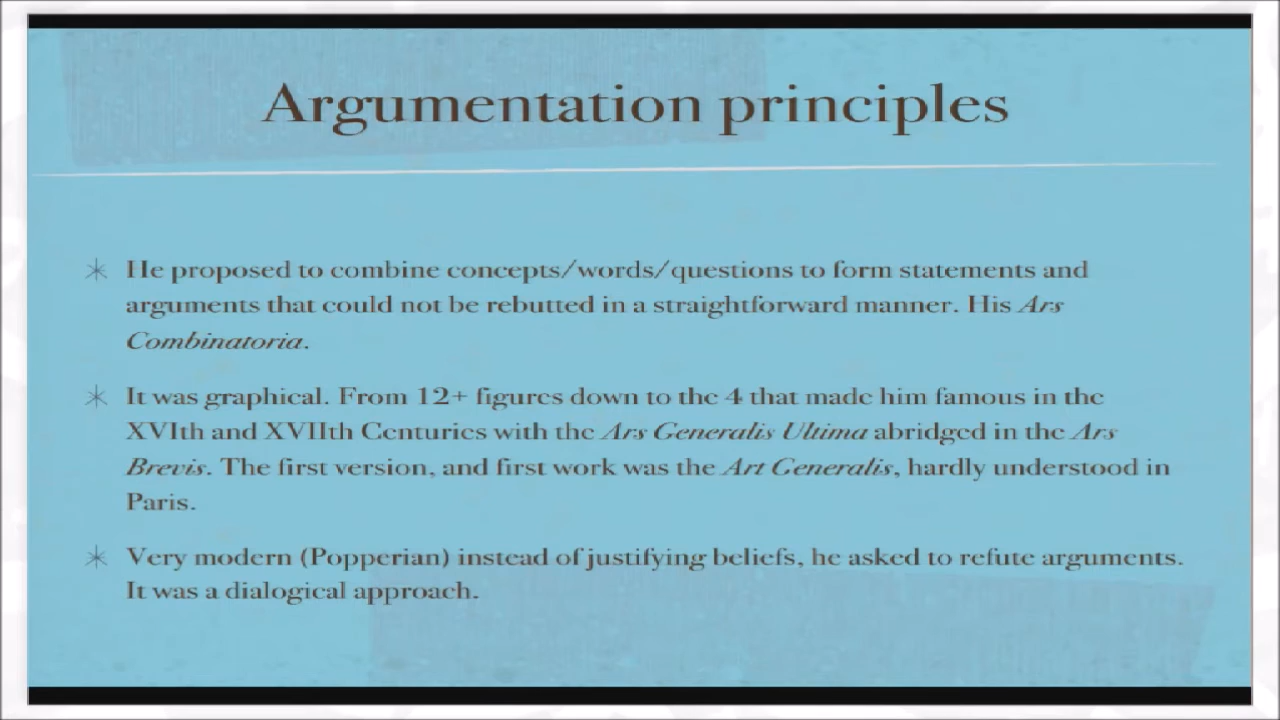 Argumentation principles
He proposed to combine concepts/words/questions to form statements and
arguments that could not be rebutted in a straightforward manner. His Ars
Combinatoria.
It was graphical. From 12+ figures down to the 4 that made him famous in the
XVIth and XVIIth Centuries with the Ars Generalis Ultima abridged in the Ars
Brevis. The first version, and first work was the Art Generalis, hardly understood in
Paris.
Very modern (Popperian) instead of justifying beliefs, he asked to refute arguments.
It was a dialogical approach.